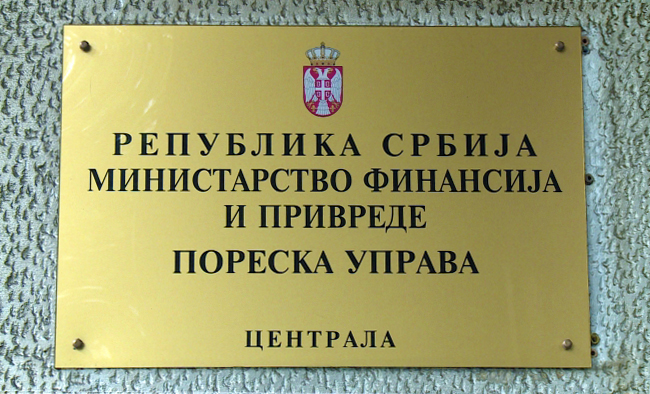 РЕПУБЛИКА СРБИЈА
МИНИСТАРСТВО ФИНАНСИЈА
И ПРИВРЕДЕ
ПОРЕСКА УПРАВА
ЦЕНТРАЛА